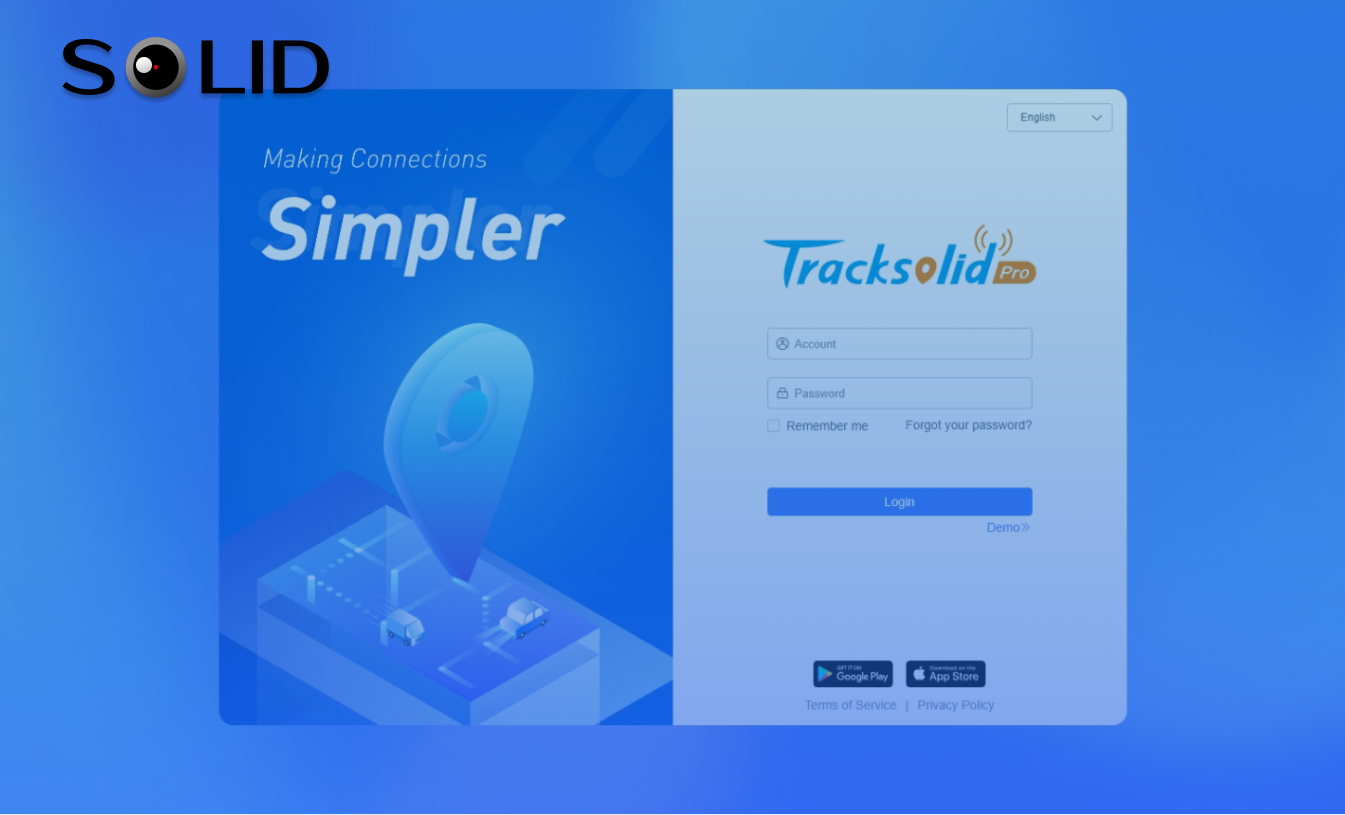 SOLID
English
Making Connections
Simpler
Tracksolid Pro
Account
Password
Remember me
Forgot your password?
Login
Demo»
GET IT ON
Google Play
Download on the
App Store
Terms of Service | Privacy Policy